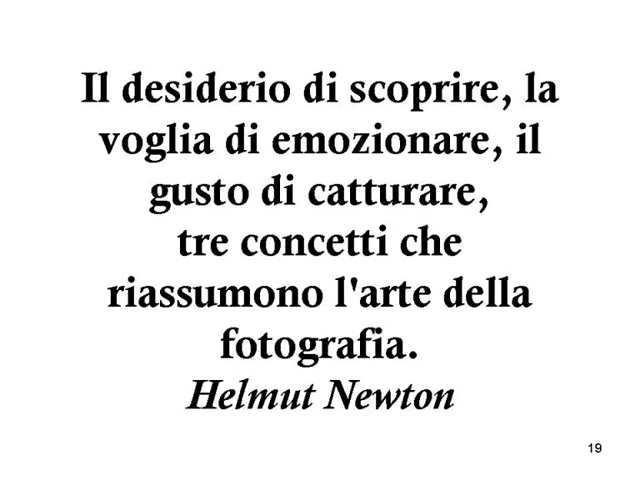 Il desiderio di scoprire, la
voglia di emozionare, il
gusto di catturare,
tre concetti che
riassumono l'arte della
fotografia.
Helmut Newton
19